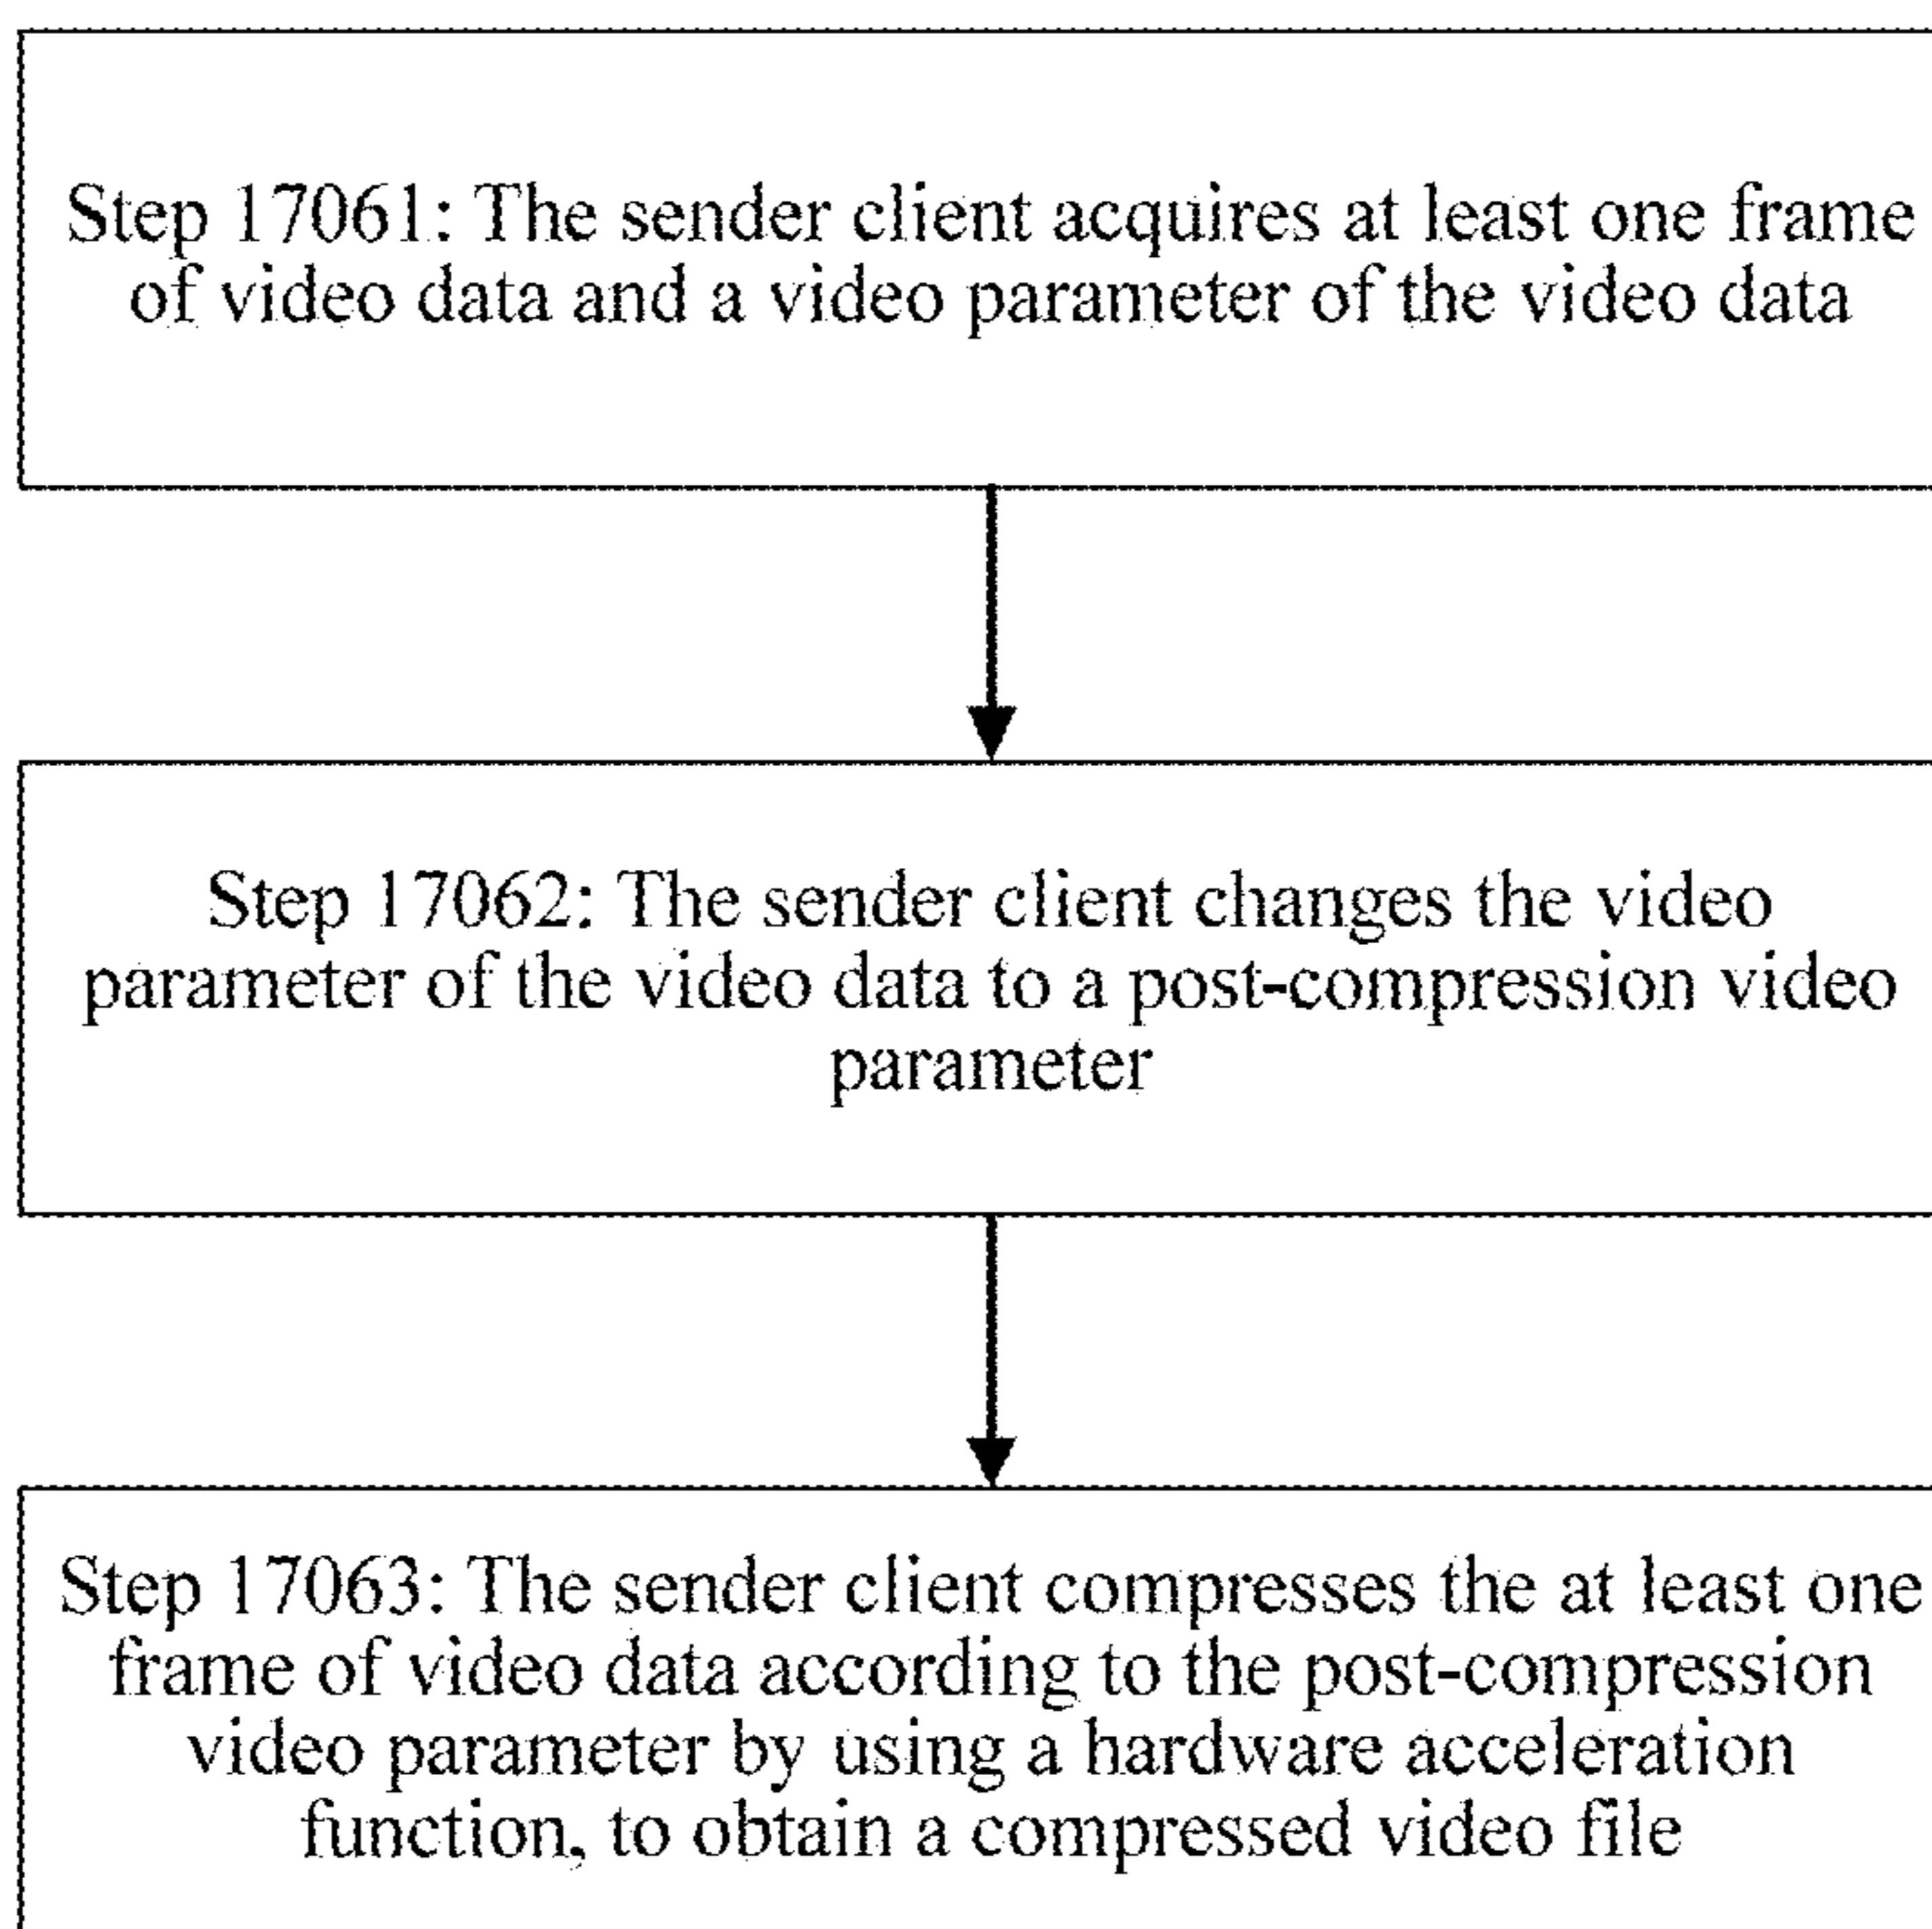 Step 17061: The sender client acquires at least one frame
of video data and a video parameter of the video data
Step 17062: The sender client changes the video
parameter of the video data to a post-compression video
parameter
Step 17063: The sender client compresses the at least one
frame of video data according to the post-compression
video parameter by using a hardware acceleration
function, to obtain a compressed video file